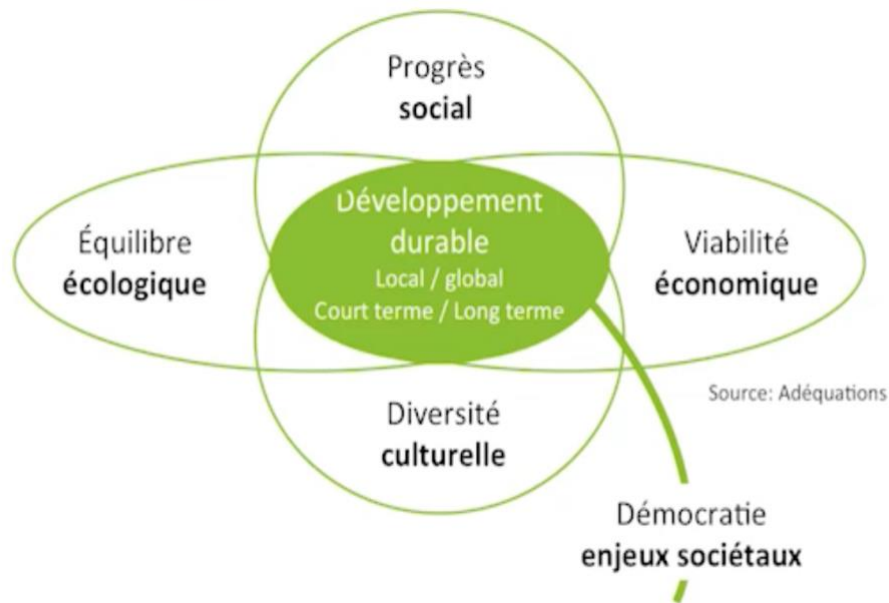 Progrès
social
Développement
durable
Local / global
Court terme / Long terme
Équilibre
écologique
Viabilité
économique
Source: Adéquations
Diversité
culturelle
Démocratie
enjeux sociétaux